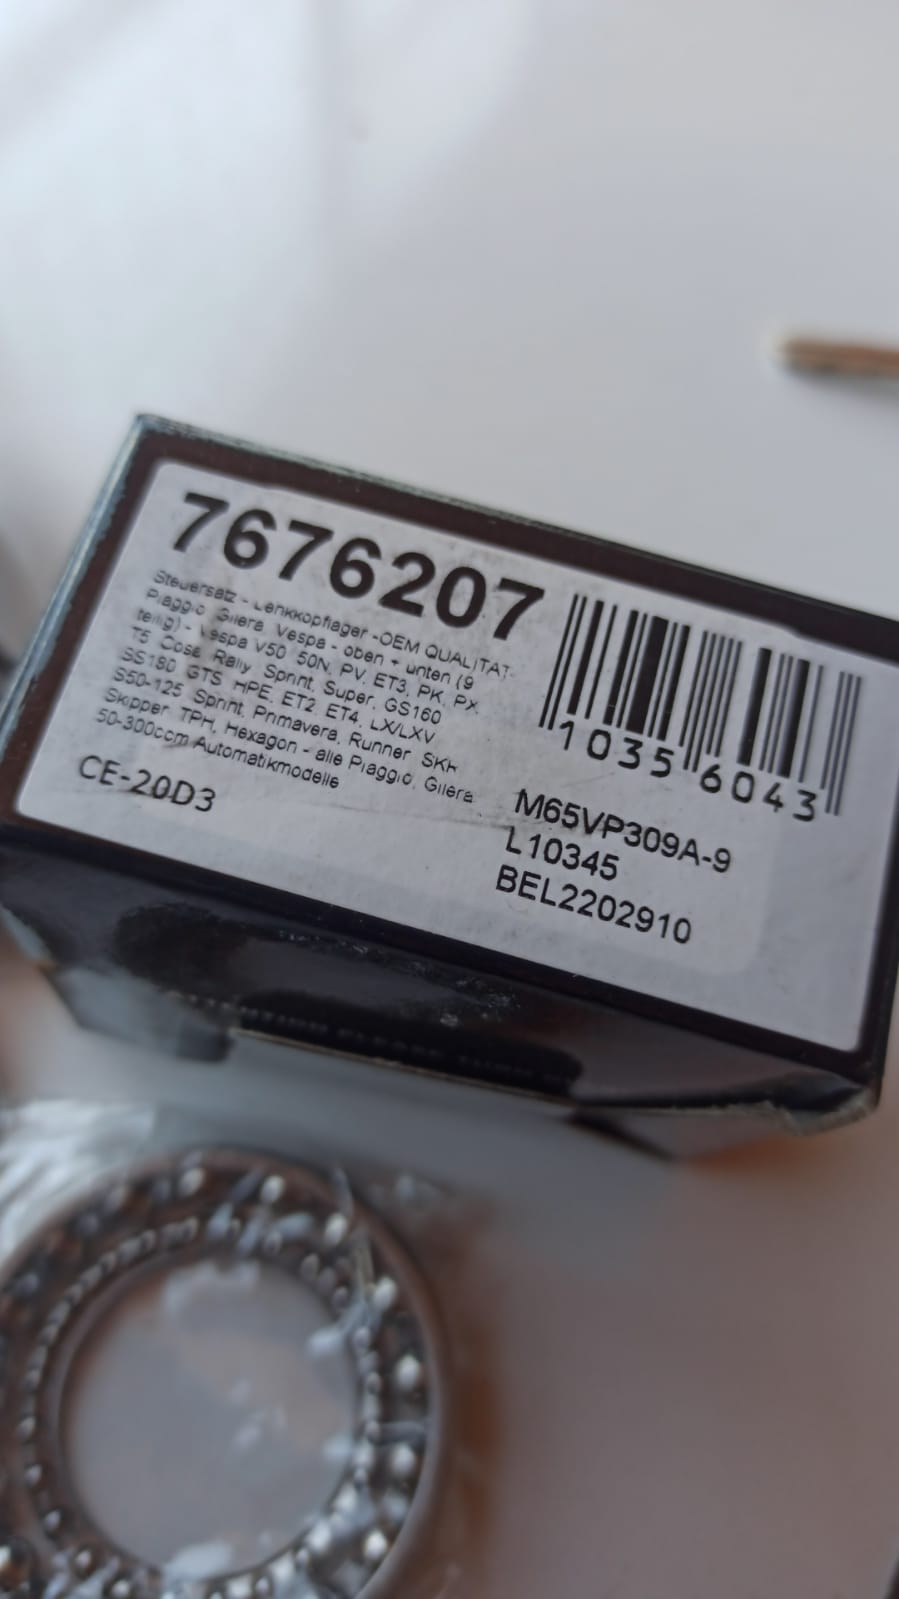 7676207
Steuersatz - Lenkkopflager -OEM QUALITÄT-
Piaggio, Gilera, Vespa - oben + unten (9
teilig) - Vespa V50, 50N, PV, ET3, PK, PX,
T5, Cosa, Rally, Sprint, Super, GS160
SS180, GTS, HPE, ET2, ET4, LX/LXV,
S50-125, Sprint, Primavera, Runner, SKR
Skipper, TPH, Hexagon - alle Piaggio, Gilera
50-300ccm Automatikmodelle
CE-20D3
10356043
M65VP309A-9
L10345
BEL2202910